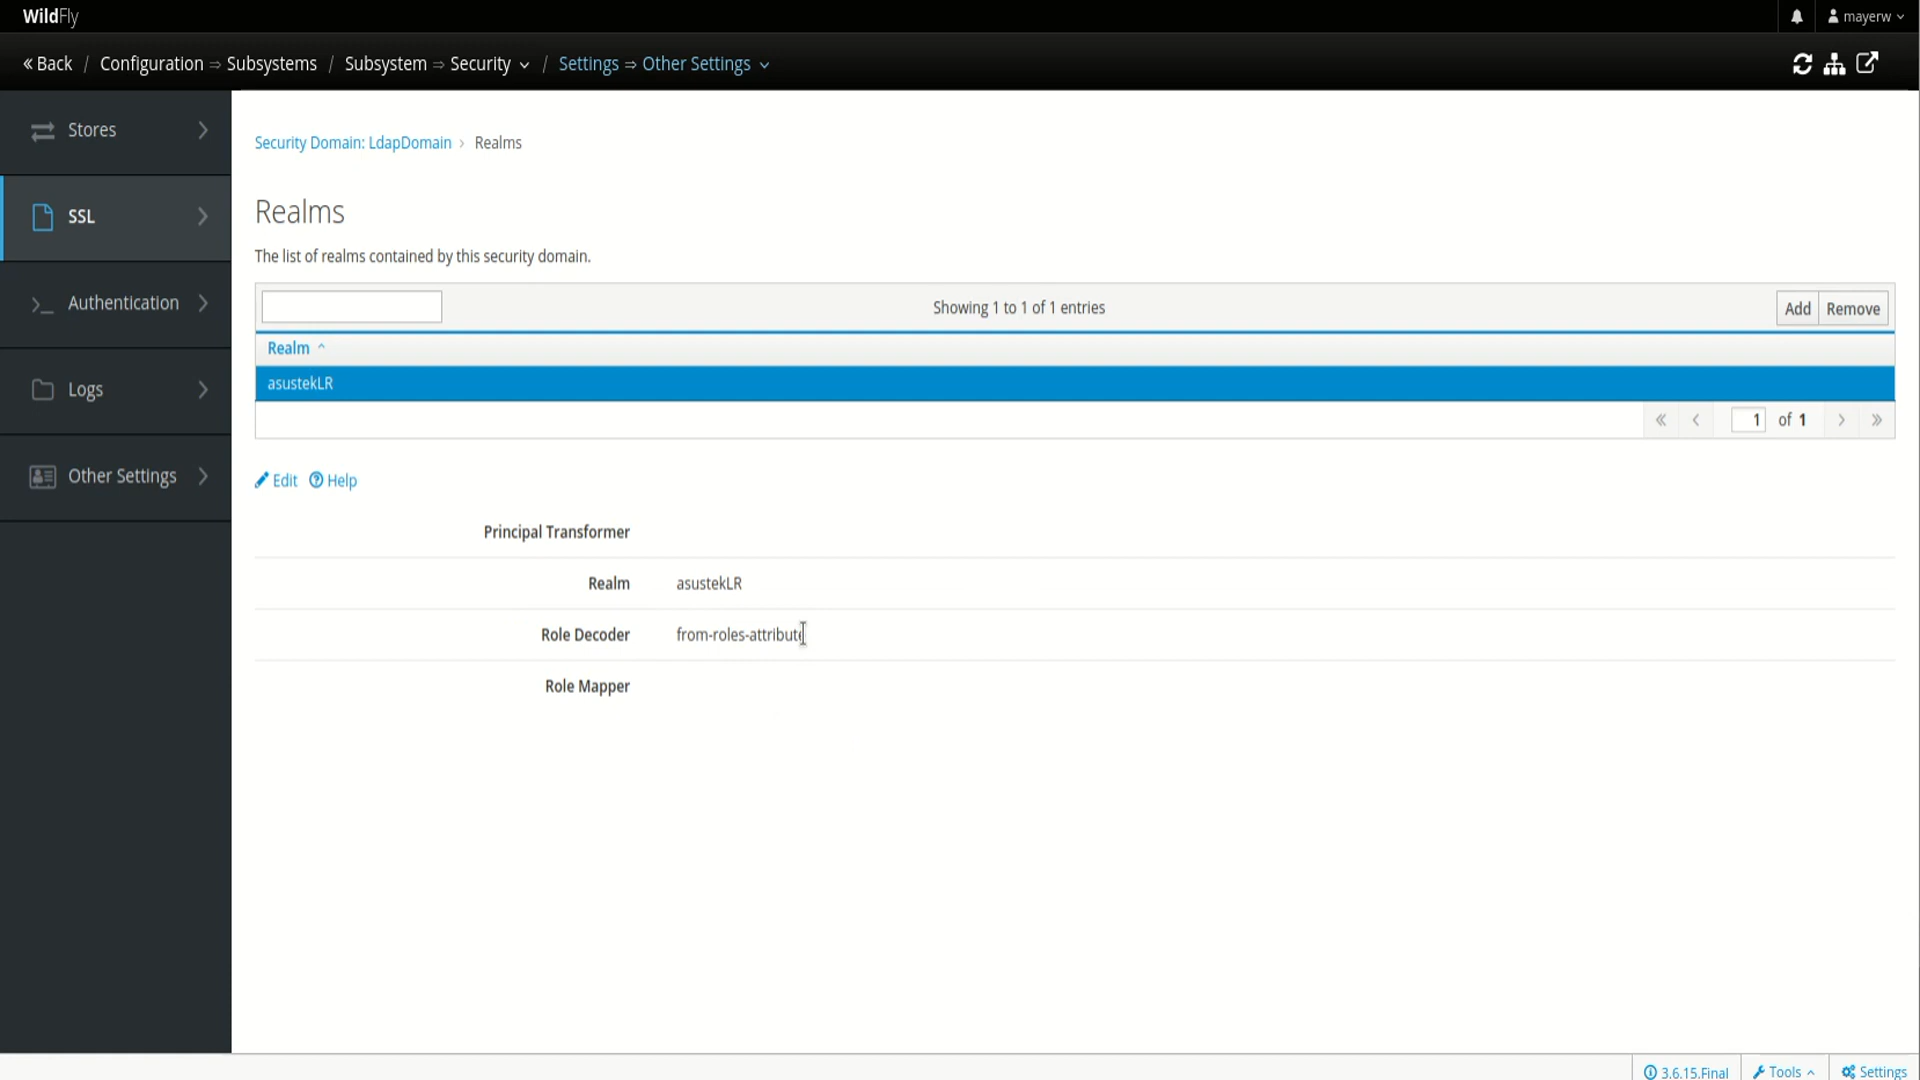 WildFly
mayerw
Back / Configuration ⇒ Subsystems / Subsystem ⇒ Security / Settings ⇒ Other Settings
Stores
SSL
Authentication
Logs
Other Settings
Security Domain: LdapDomain › Realms
Realms
The list of realms contained by this security domain.
Showing 1 to 1 of 1 entries
Add Remove
Realm
asustekLR
1 of 1
Edit Help
Principal Transformer
Realm asustekLR
Role Decoder from-roles-attribute
Role Mapper
3.6.15.Final Tools Settings